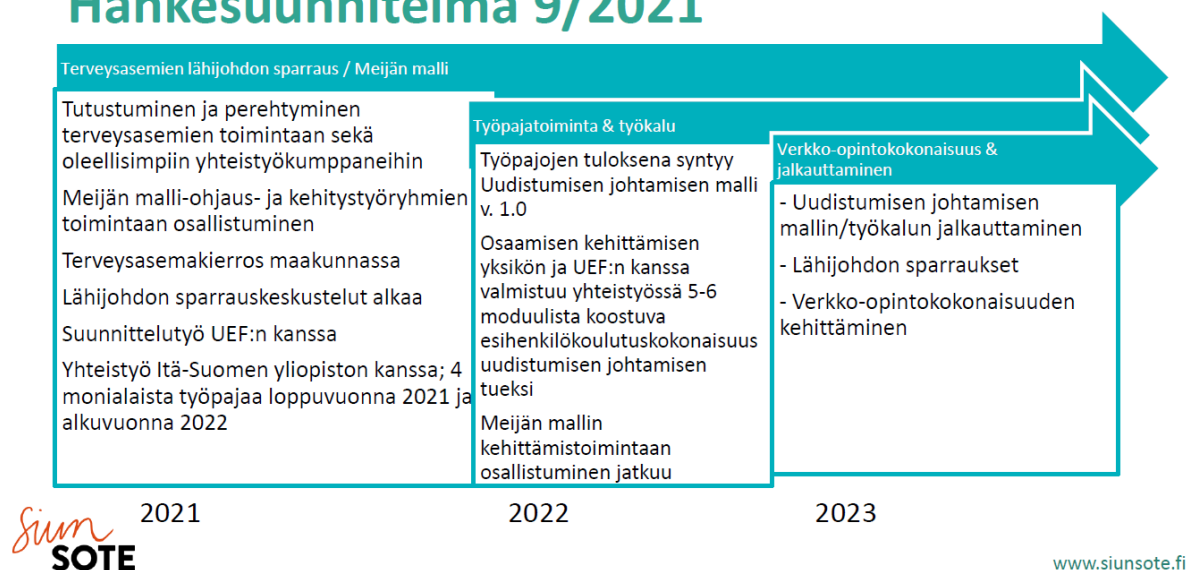 Hankesuunnitelma 9/2021
Terveysasemien lähijohdon sparraus / Meijän malli
Tutustuminen ja perehtyminen
terveysasemien toimintaan sekä
oleellisimpiin yhteistyökumppaneihin
Meijän malli-ohjaus- ja kehitystyöryhmien
toimintaan osallistuminen
Terveysasemakierros maakunnassa
Lähijohdon sparrauskeskustelut alkaa
Suunnittelutyö UEF:n kanssa
Yhteistyö Itä-Suomen yliopiston kanssa; 4
monialaista työpajaa loppuvuonna 2021 ja
alkuvuonna 2022
Työpajatoiminta & työkalu
Työpajojen tuloksena syntyy
Uudistumisen johtamisen malli
v. 1.0
Osaamisen kehittämisen
yksikön ja UEF:n kanssa
valmistuu yhteistyössä 5-6
moduulista koostuva
esihenkilökoulutuskokonaisuus
uudistumisen johtamisen
tueksi
Meijän mallin
kehittämistoimintaan
osallistuminen jatkuu
Verkko-opintokokonaisuus &
jalkauttaminen
- Uudistumisen johtamisen
mallin/työkalun jalkauttaminen
- Lähijohdon sparraukset
- Verkko-opintokokonaisuuden
kehittäminen
2021
2022
2023
Siun
SOTE
www.siunsote.fi